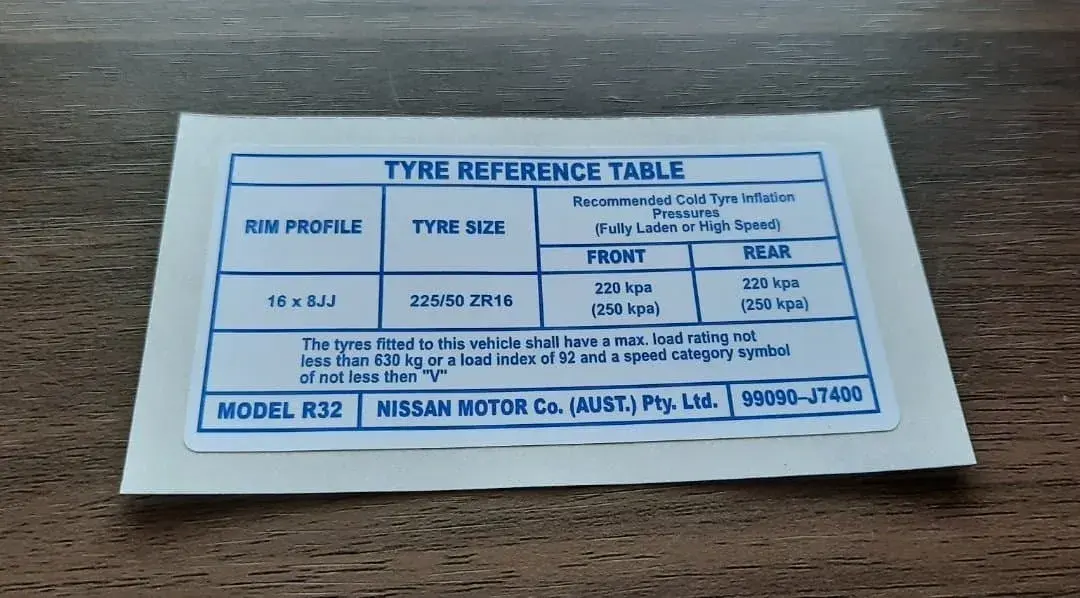 TYRE REFERENCE TABLE
RIM PROFILE
TYRE SIZE
Recommended Cold Tyre Inflation
Pressures
(Fully Laden or High Speed)
FRONT
REAR
16 x 8JJ
225/50 ZR16
220 kpa
(250 kpa)
220 kpa
(250 kpa)
The tyres fitted to this vehicle shall have a max. load rating not
less than 630 kg or a load index of 92 and a speed category symbol
of not less then "V"
MODEL R32
NISSAN MOTOR Co. (AUST.) Pty. Ltd.
99090–J7400